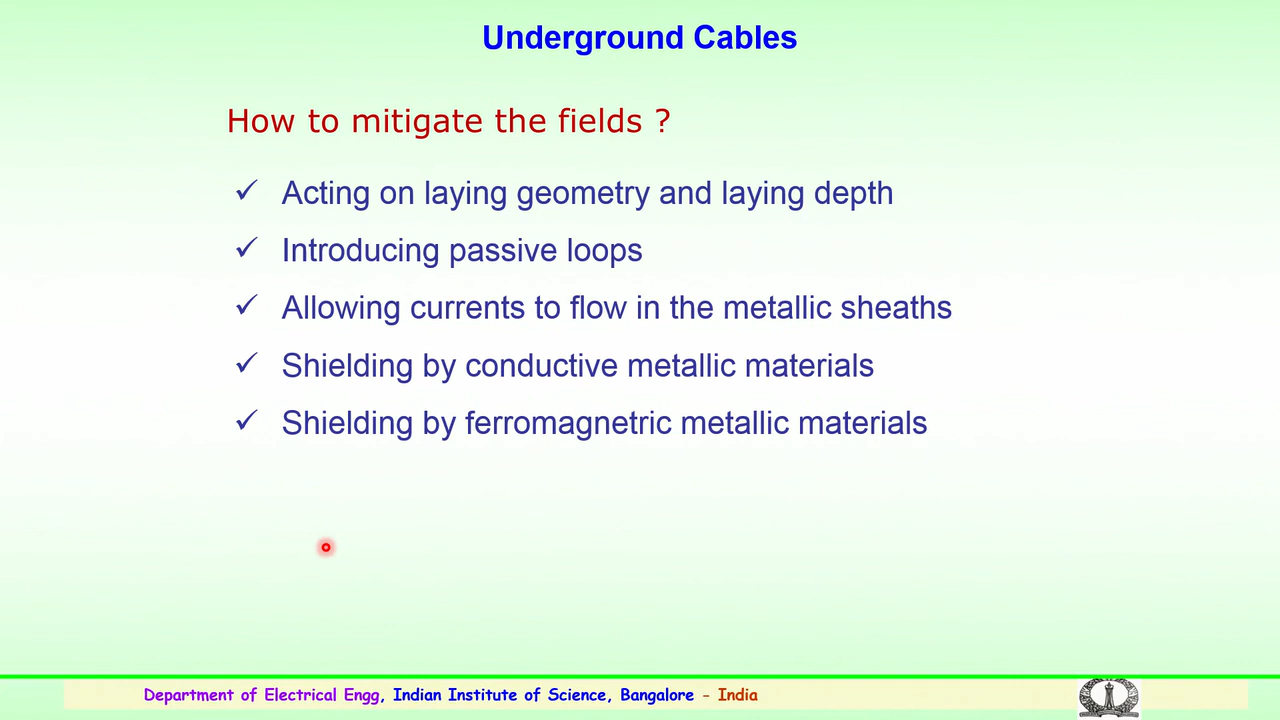 Underground Cables
How to mitigate the fields ?
✓ Acting on laying geometry and laying depth
✓ Introducing passive loops
✓ Allowing currents to flow in the metallic sheaths
✓ Shielding by conductive metallic materials
✓ Shielding by ferromagnetric metallic materials
Department of Electrical Engg, Indian Institute of Science, Bangalore - India